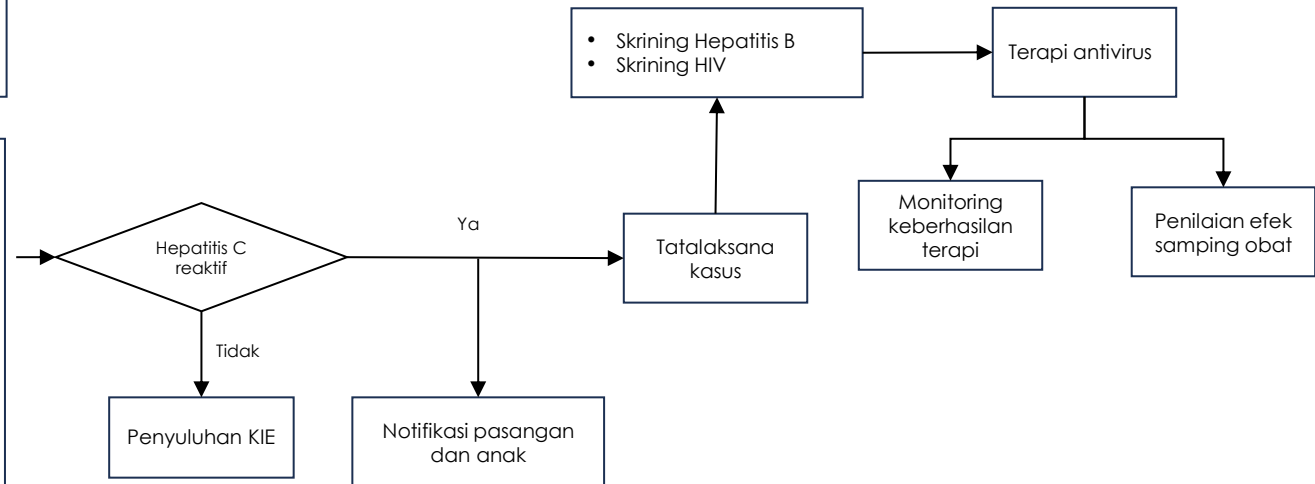 • Skrining Hepatitis B
• Skrining HIV
Terapi antivirus
Monitoring
keberhasilan
terapi
Penilaian efek
samping obat
Hepatitis C
reaktif
Ya
Tatalaksana
kasus
Tidak
Penyuluhan KIE
Notifikasi pasangan
dan anak